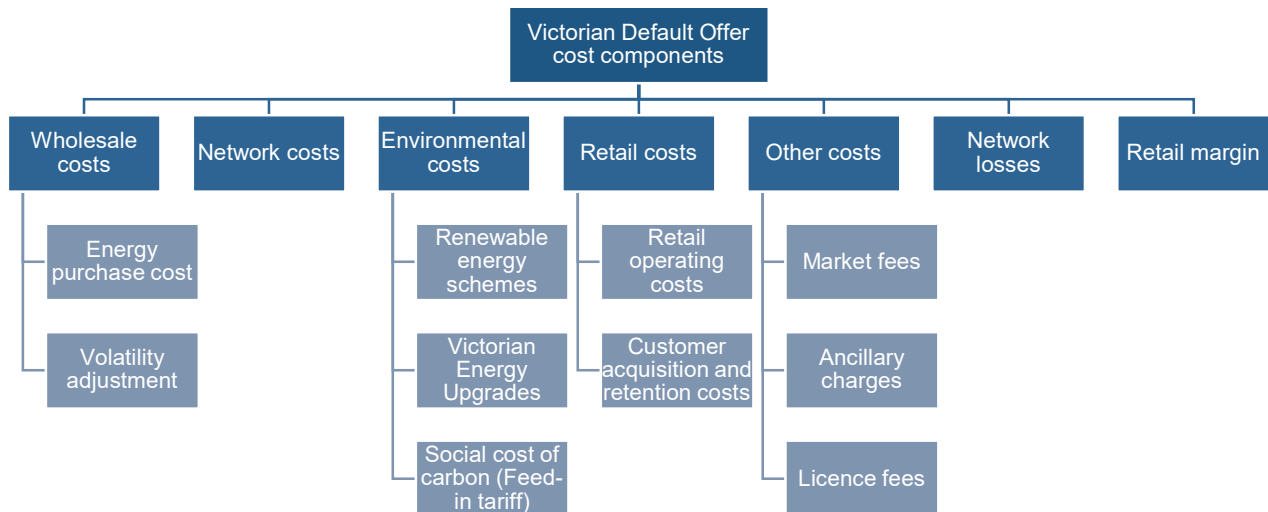 Victorian Default Offer
cost components
Wholesale
costs
Network costs
Environmental
costs
Retail costs
Other costs
Network
losses
Retail margin
Energy
purchase cost
Volatility
adjustment
Renewable
energy
schemes
Victorian
Energy
Upgrades
Social cost of
carbon (Feed-
in tariff)
Retail
operating
costs
Customer
acquisition and
retention costs
Market fees
Ancillary
charges
Licence fees